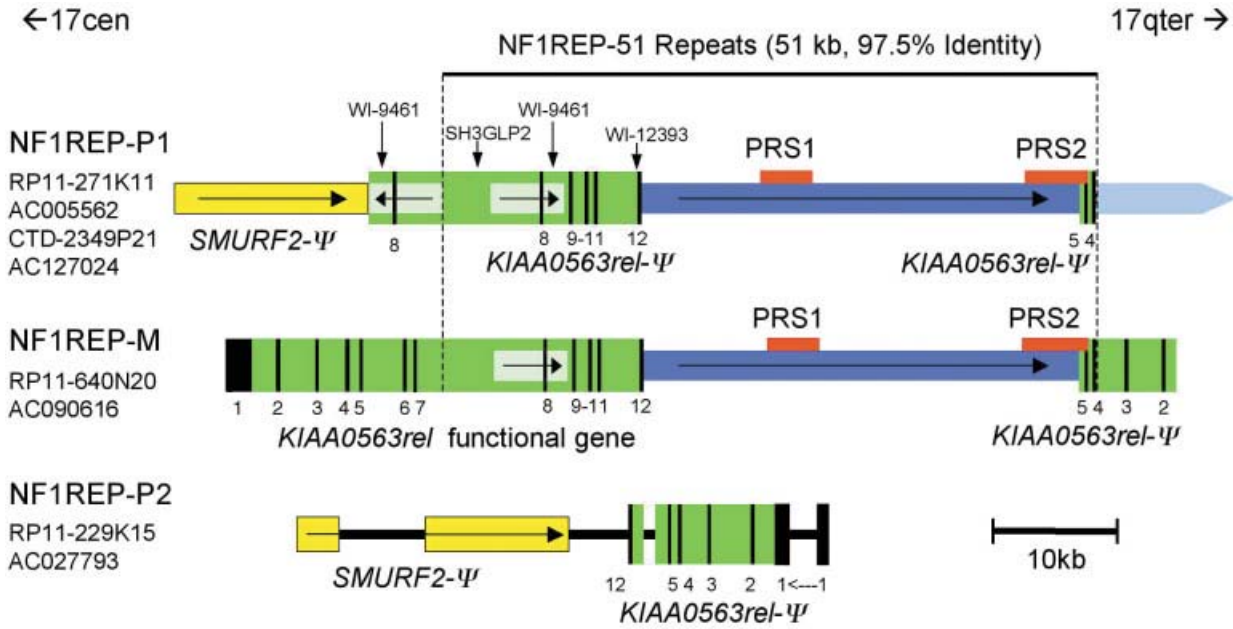 ←17cen
17qter →
NF1REP-51 Repeats (51 kb, 97.5% Identity)
WI-9461
SH3GLP2
WI-9461
WI-12393
NF1REP-P1
RP11-271K11
AC005562
CTD-2349P21
AC127024
PRS1
PRS2
SMURF2-Ψ
8
8
9-11
12
5 4
KIAA0563rel-Ψ
KIAA0563rel-Ψ
NF1REP-M
RP11-640N20
AC090616
PRS1
PRS2
1 2 3 4 5 6 7 8 9-11 12 5 4 3 2
KIAA0563rel functional gene
KIAA0563rel-Ψ
NF1REP-P2
RP11-229K15
AC027793
10kb
SMURF2-Ψ
12 5 4 3 2 1<---1
KIAA0563rel-Ψ